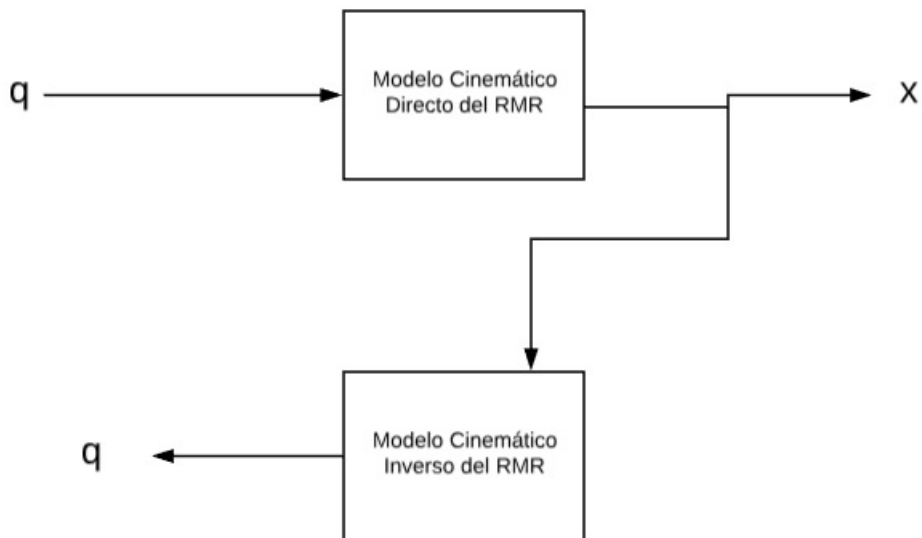 q
Modelo Cinemático
Directo del RMR
x
Modelo Cinemático
Inverso del RMR
q